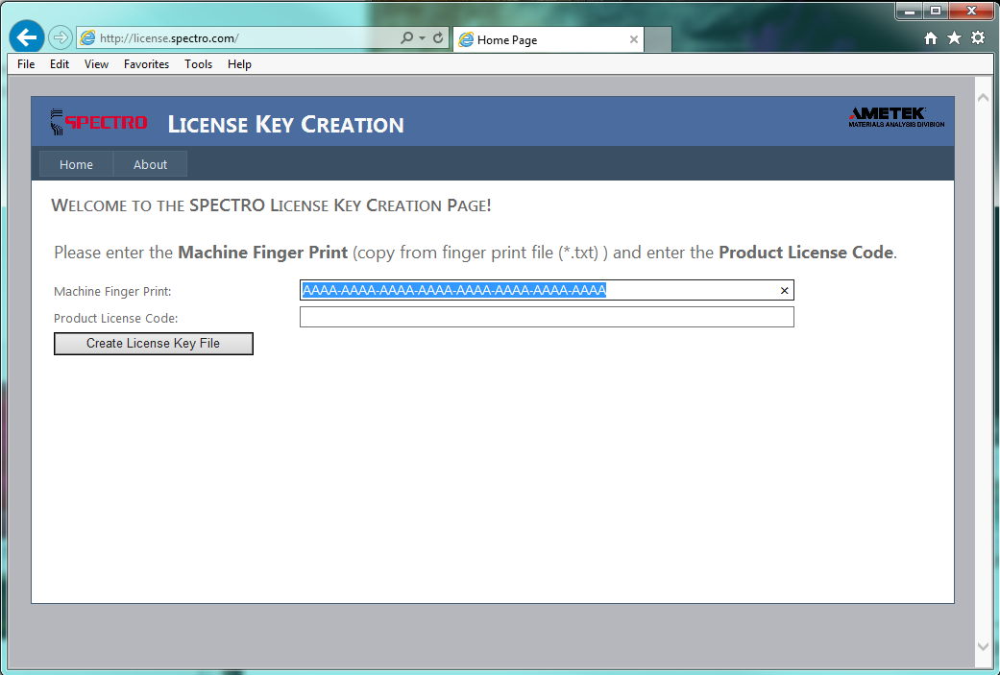 http://license.spectro.com/
Home Page
File Edit View Favorites Tools Help
SPECTRO LICENSE KEY CREATION
AMETEK
MATERIALS ANALYSIS DIVISION
Home About
WELCOME TO THE SPECTRO LICENSE KEY CREATION PAGE!
Please enter the Machine Finger Print (copy from finger print file (*.txt) ) and enter the Product License Code.
Machine Finger Print: AAAA-AAAA-AAAA-AAAA-AAAA-AAAA-AAAA-AAAA
Product License Code:
Create License Key File